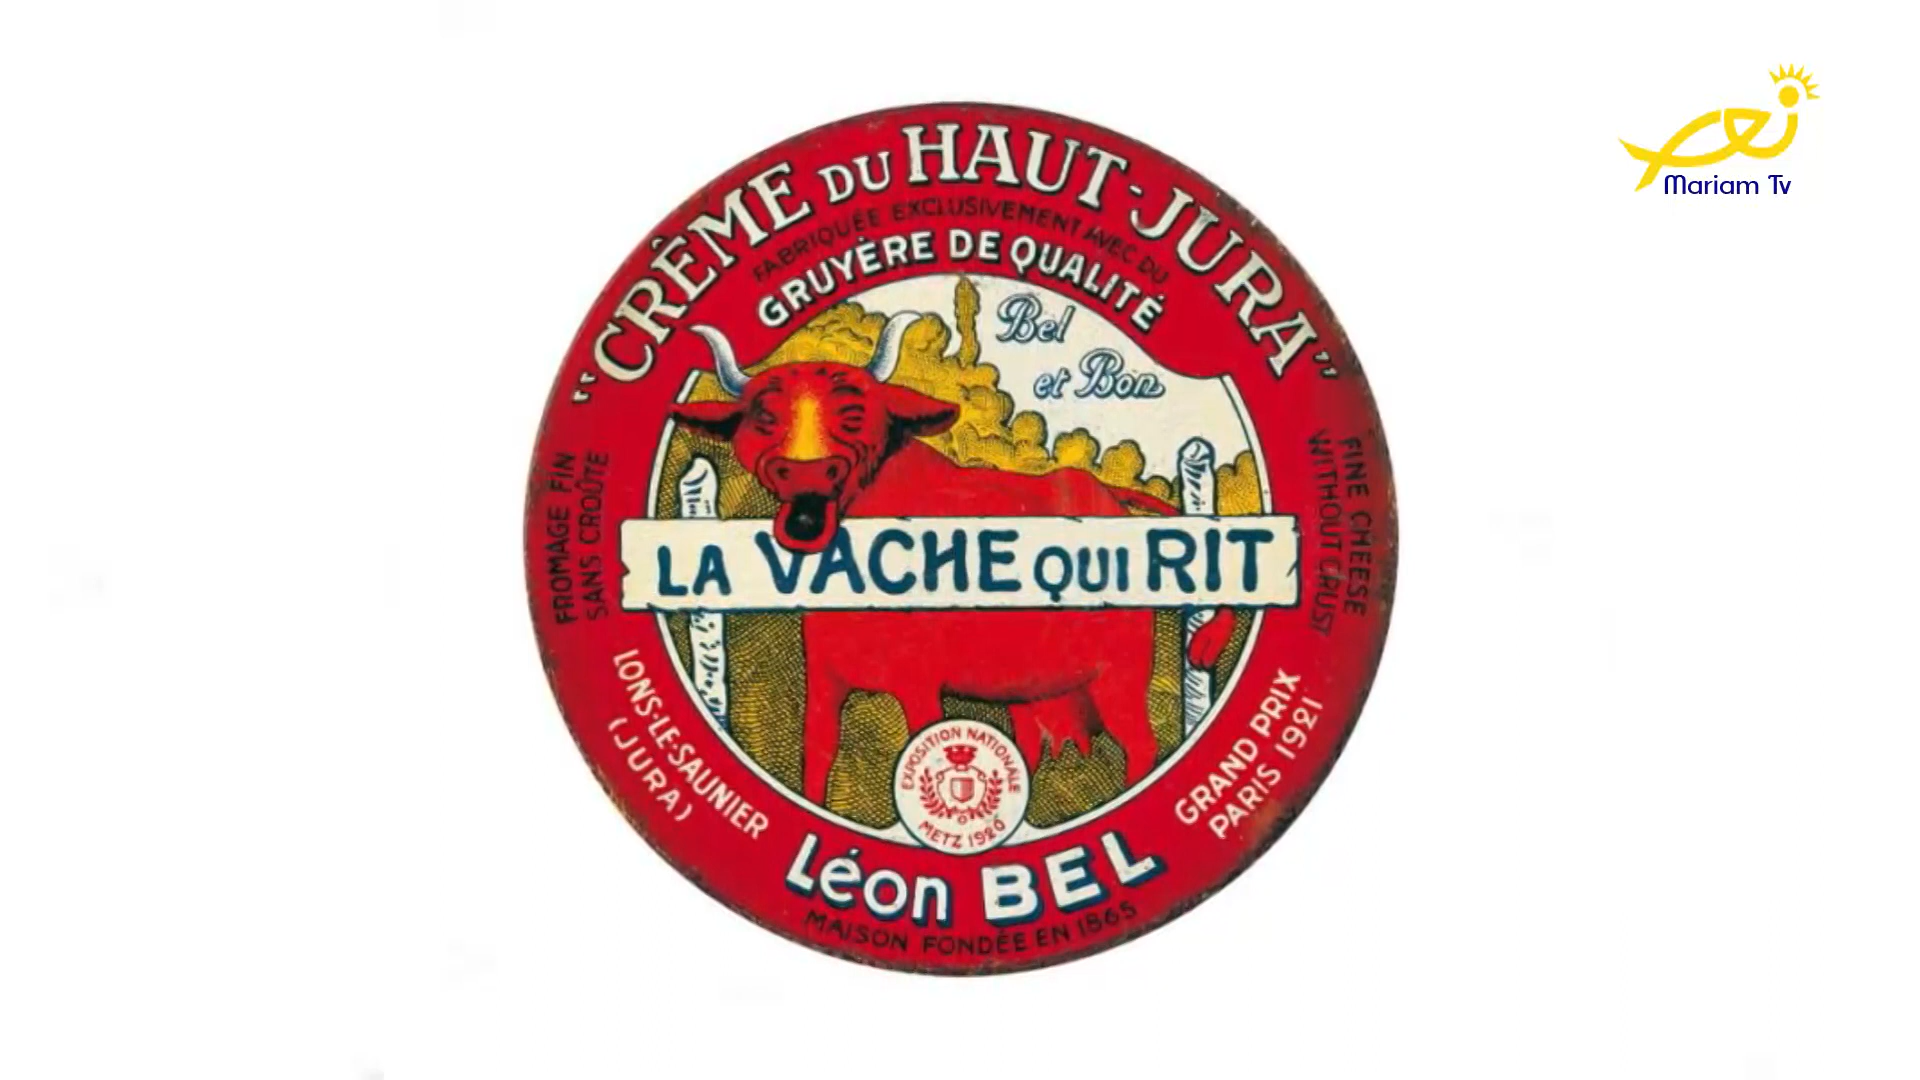 "CRÈME DU HAUT-JURA"
FABRIQUÉE EXCLUSIVEMENT AVEC DU
GRUYÈRE DE QUALITÉ
Bel
et Bon
FROMAGE FIN
SANS CROÛTE
FINE CHEESE
WITHOUT CRUST
LA VACHE QUI RIT
LONS-LE-SAUNIER
(JURA)
GRAND PRIX
PARIS 1921
EXPOSITION NATIONALE
METZ 1920
Léon BEL
MAISON FONDÉE EN 1865
Mariam Tv